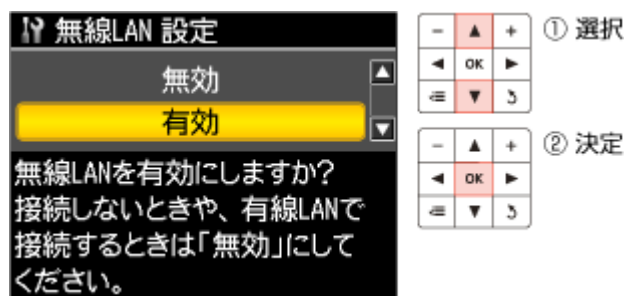 無線LAN 設定
無効
有効
無線LANを有効にしますか?
接続しないときや、有線LANで
接続するときは「無効」にして
ください。
- +
OK
① 選択
- +
OK
② 決定